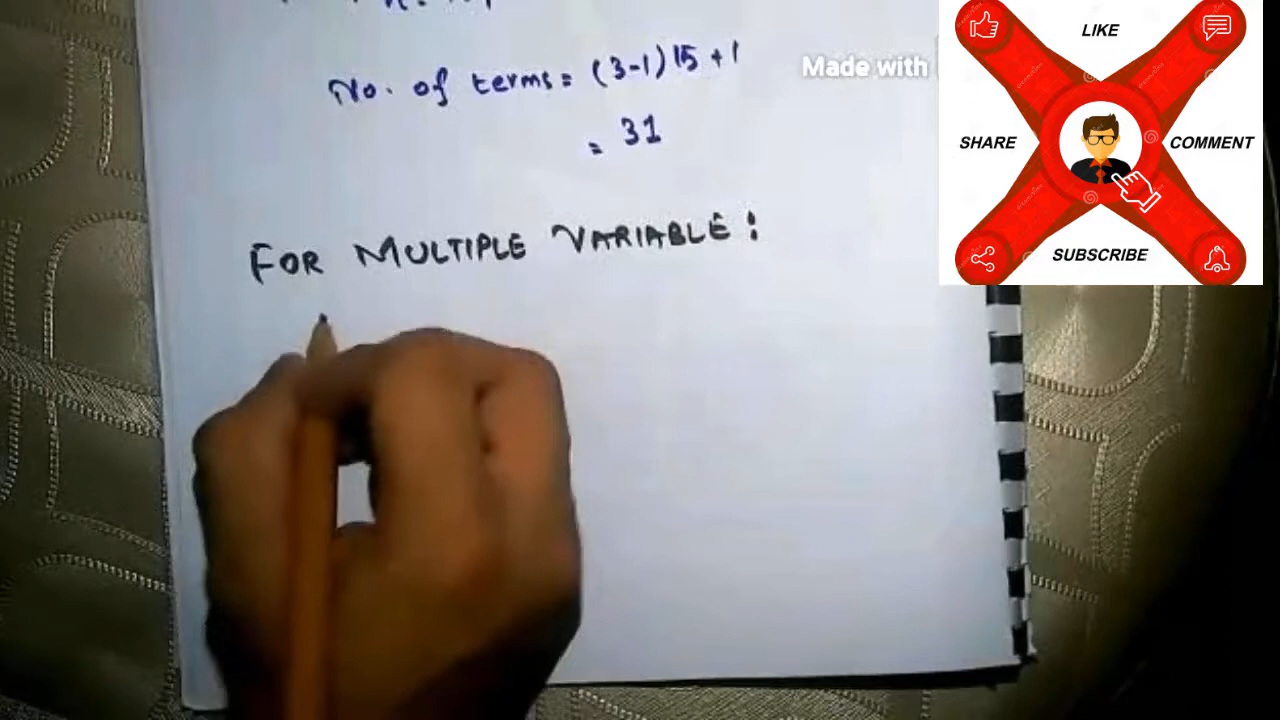 No. of terms = (3-1)15+1
= 31
FOR MULTIPLE VARIABLE:
Made with
LIKE
SHARE
COMMENT
SUBSCRIBE